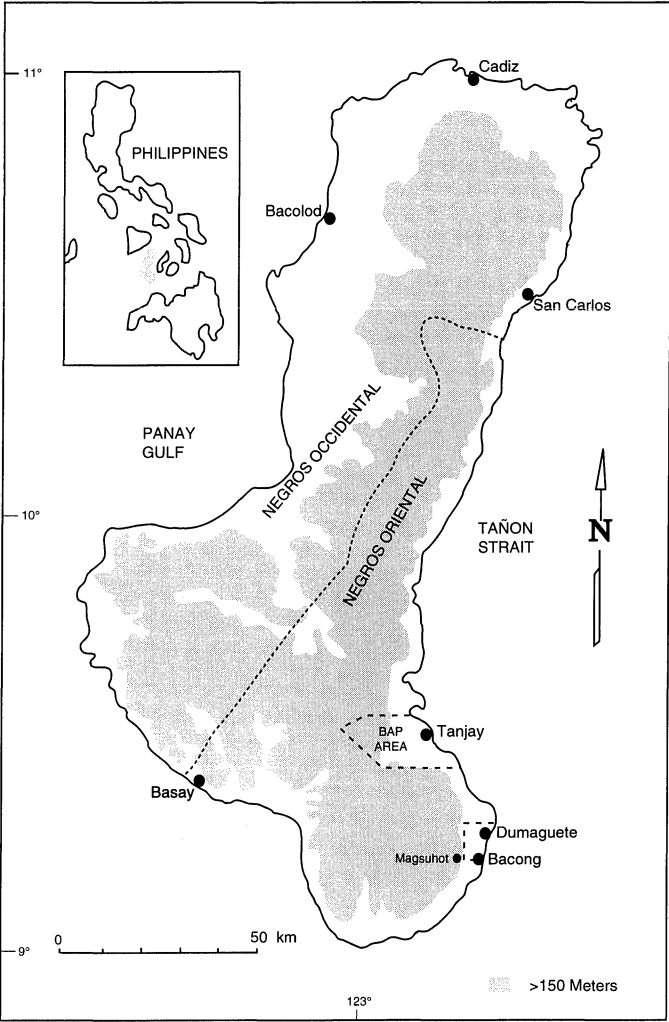 Cadiz
11°
PHILIPPINES
Bacolod
San Carlos
NEGROS OCCIDENTAL
PANAY
GULF
NEGROS ORIENTAL
10°
TAÑON
STRAIT
N
BAP
AREA
Tanjay
Basay
Dumaguete
Magsuhot
Bacong
0
50 km
9°
>150 Meters
123°